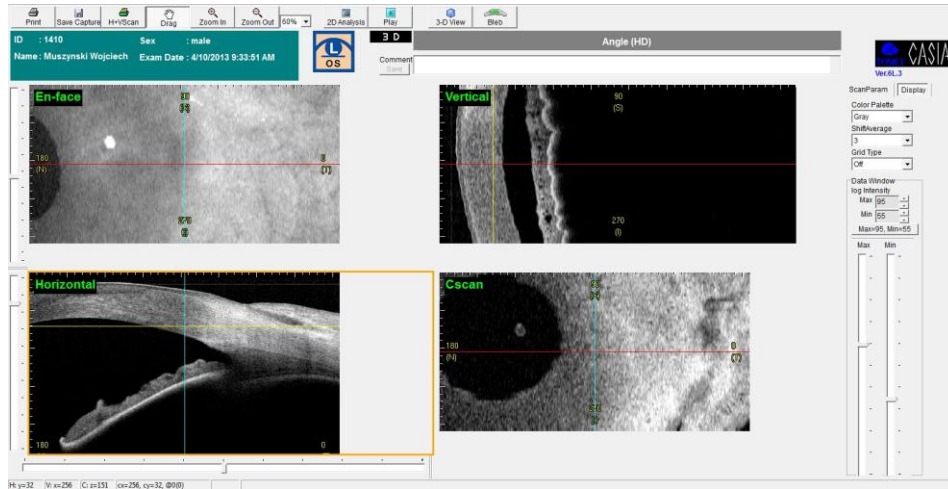 Print Save Capture H+VScan Drag Zoom In Zoom Out 60% 2D Analysis Play 3-D View Bleb
ID : 1410 Sex : male
Name : Muszynski Wojciech Exam Date : 4/10/2013 9:33:51 AM
L
OS
3 D
Angle (HD)
Comment
Save
CASIA
Ver.6L.3
ScanParam Display
Color Palette
Gray
ShiftAverage
3
Grid Type
Off
Data Window
log Intensity
Max 95
Min 55
Max=95, Min=55
Max Min
En-face
90
(S)
180
(N)
0
(T)
270
(I)
Vertical
90
(S)
270
(I)
Horizontal
180
0
Cscan
180
(N)
0
(T)
270
H: y=32 V: x=256 C: z=151 cx=256, cy=32, @0(0)